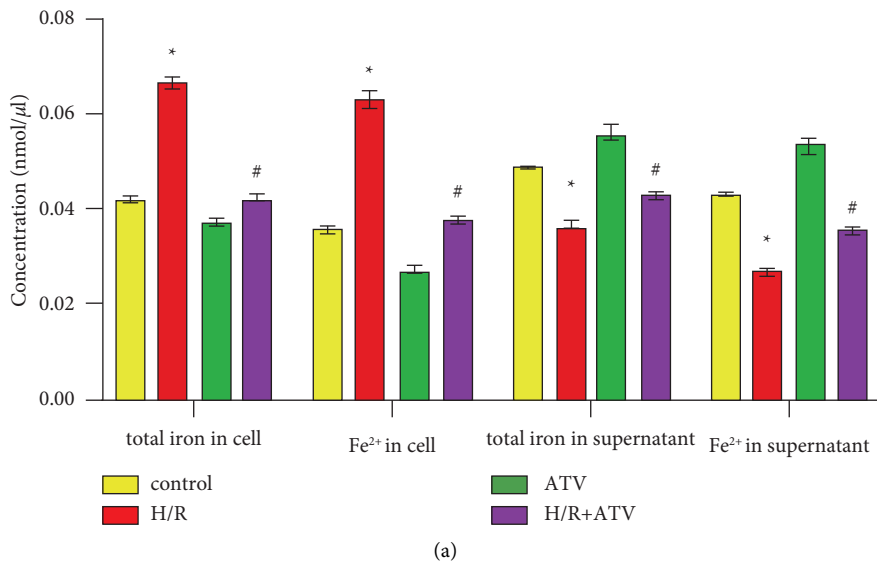 0.08
0.06
0.04
0.02
0.00
Concentration (nmol/μl)
* # * # * # * #
total iron in cell Fe²⁺ in cell total iron in supernatant Fe²⁺ in supernatant
control ATV
H/R H/R+ATV
(a)